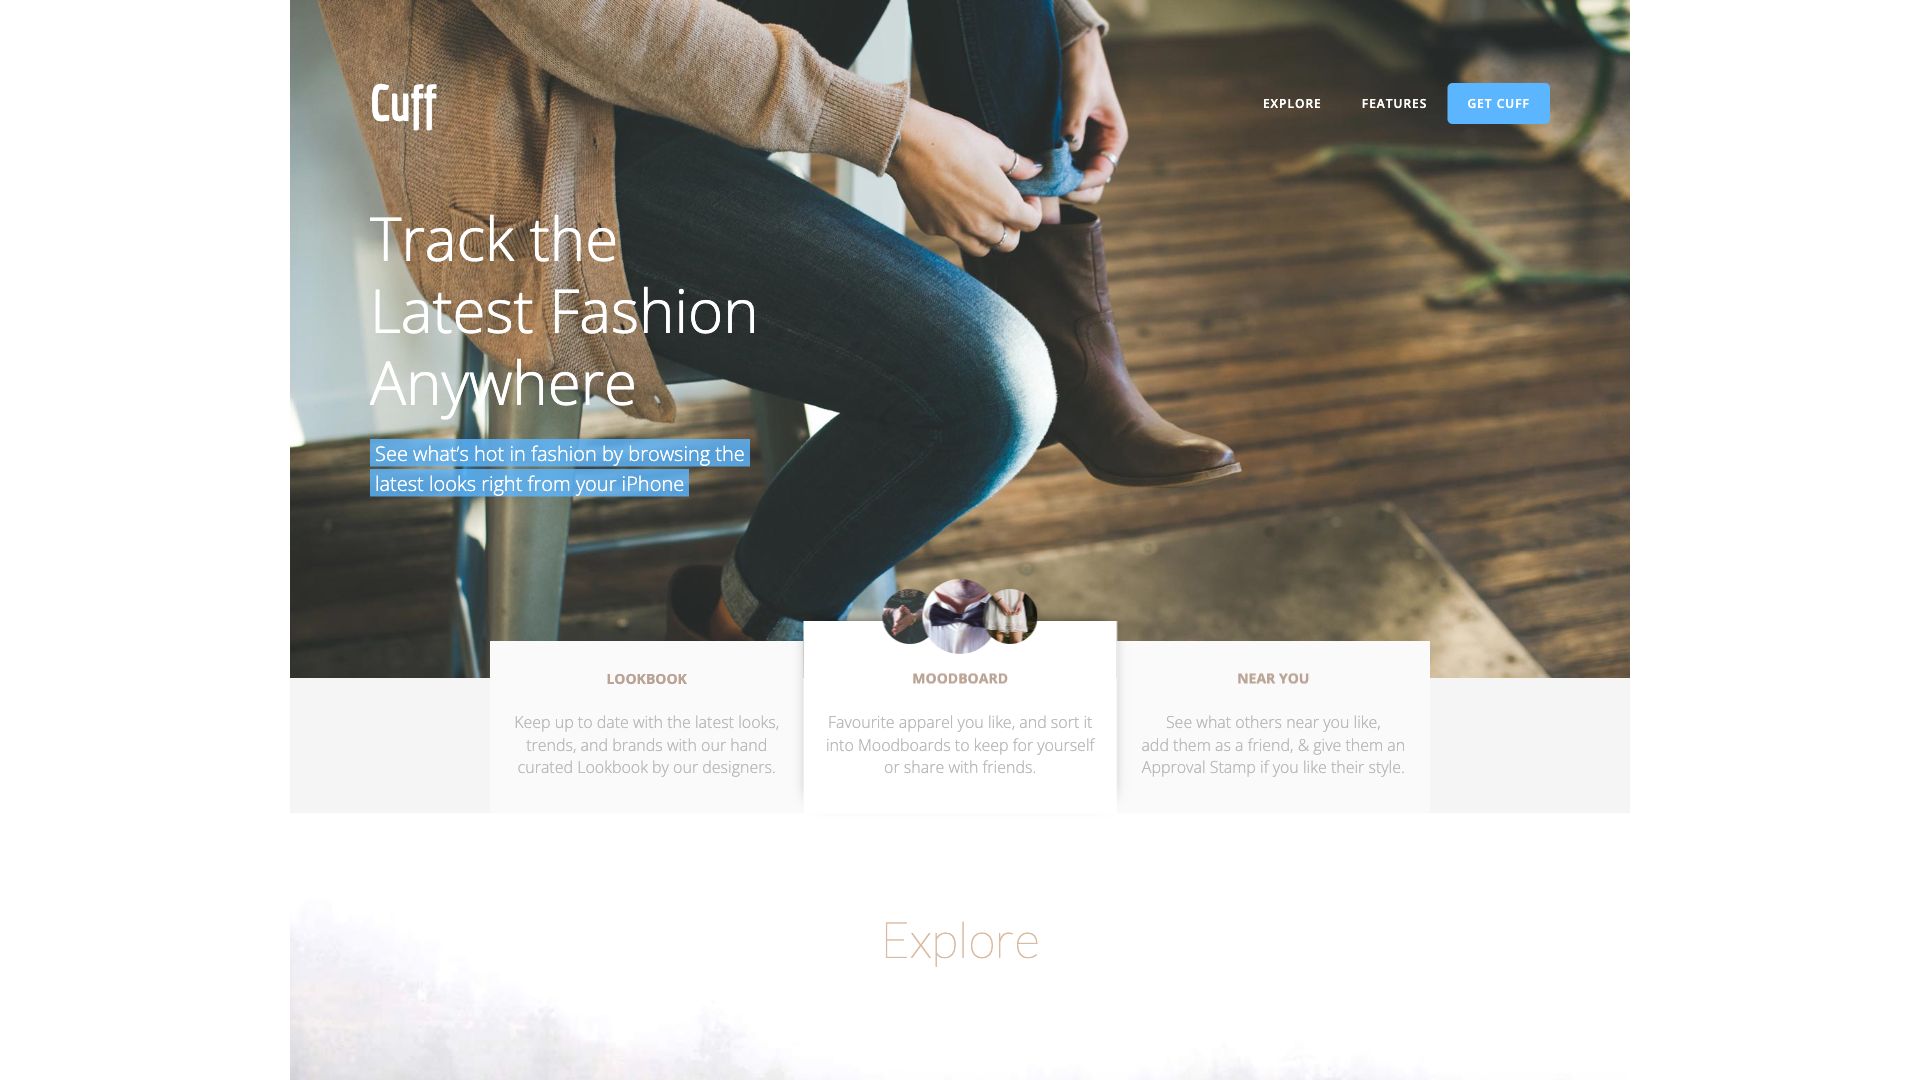 Cuff
EXPLORE
FEATURES
GET CUFF
Track the
Latest Fashion
Anywhere
See what's hot in fashion by browsing the
latest looks right from your iPhone
LOOKBOOK
Keep up to date with the latest looks,
trends, and brands with our hand
curated Lookbook by our designers.
MOODBOARD
Favourite apparel you like, and sort it
into Moodboards to keep for yourself
or share with friends.
NEAR YOU
See what others near you like,
add them as a friend, & give them an
Approval Stamp if you like their style.
Explore